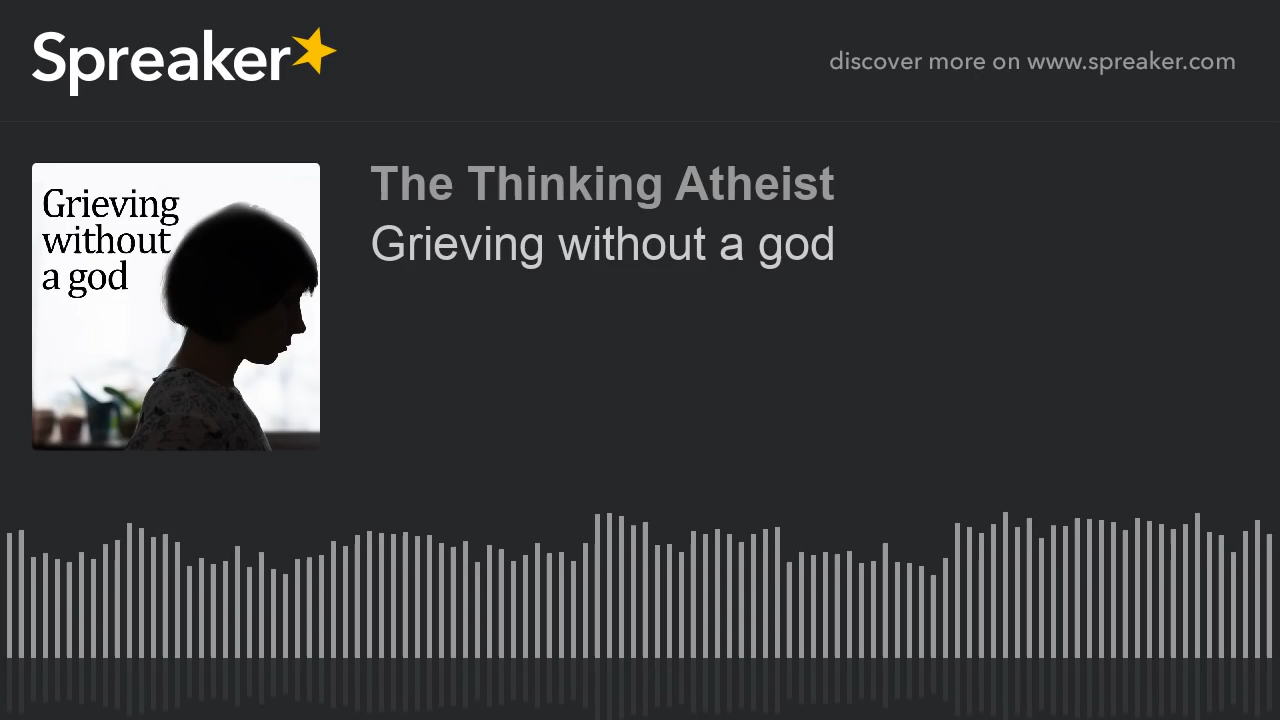 Spreaker
discover more on www.spreaker.com
Grieving
without
a god
The Thinking Atheist
Grieving without a god